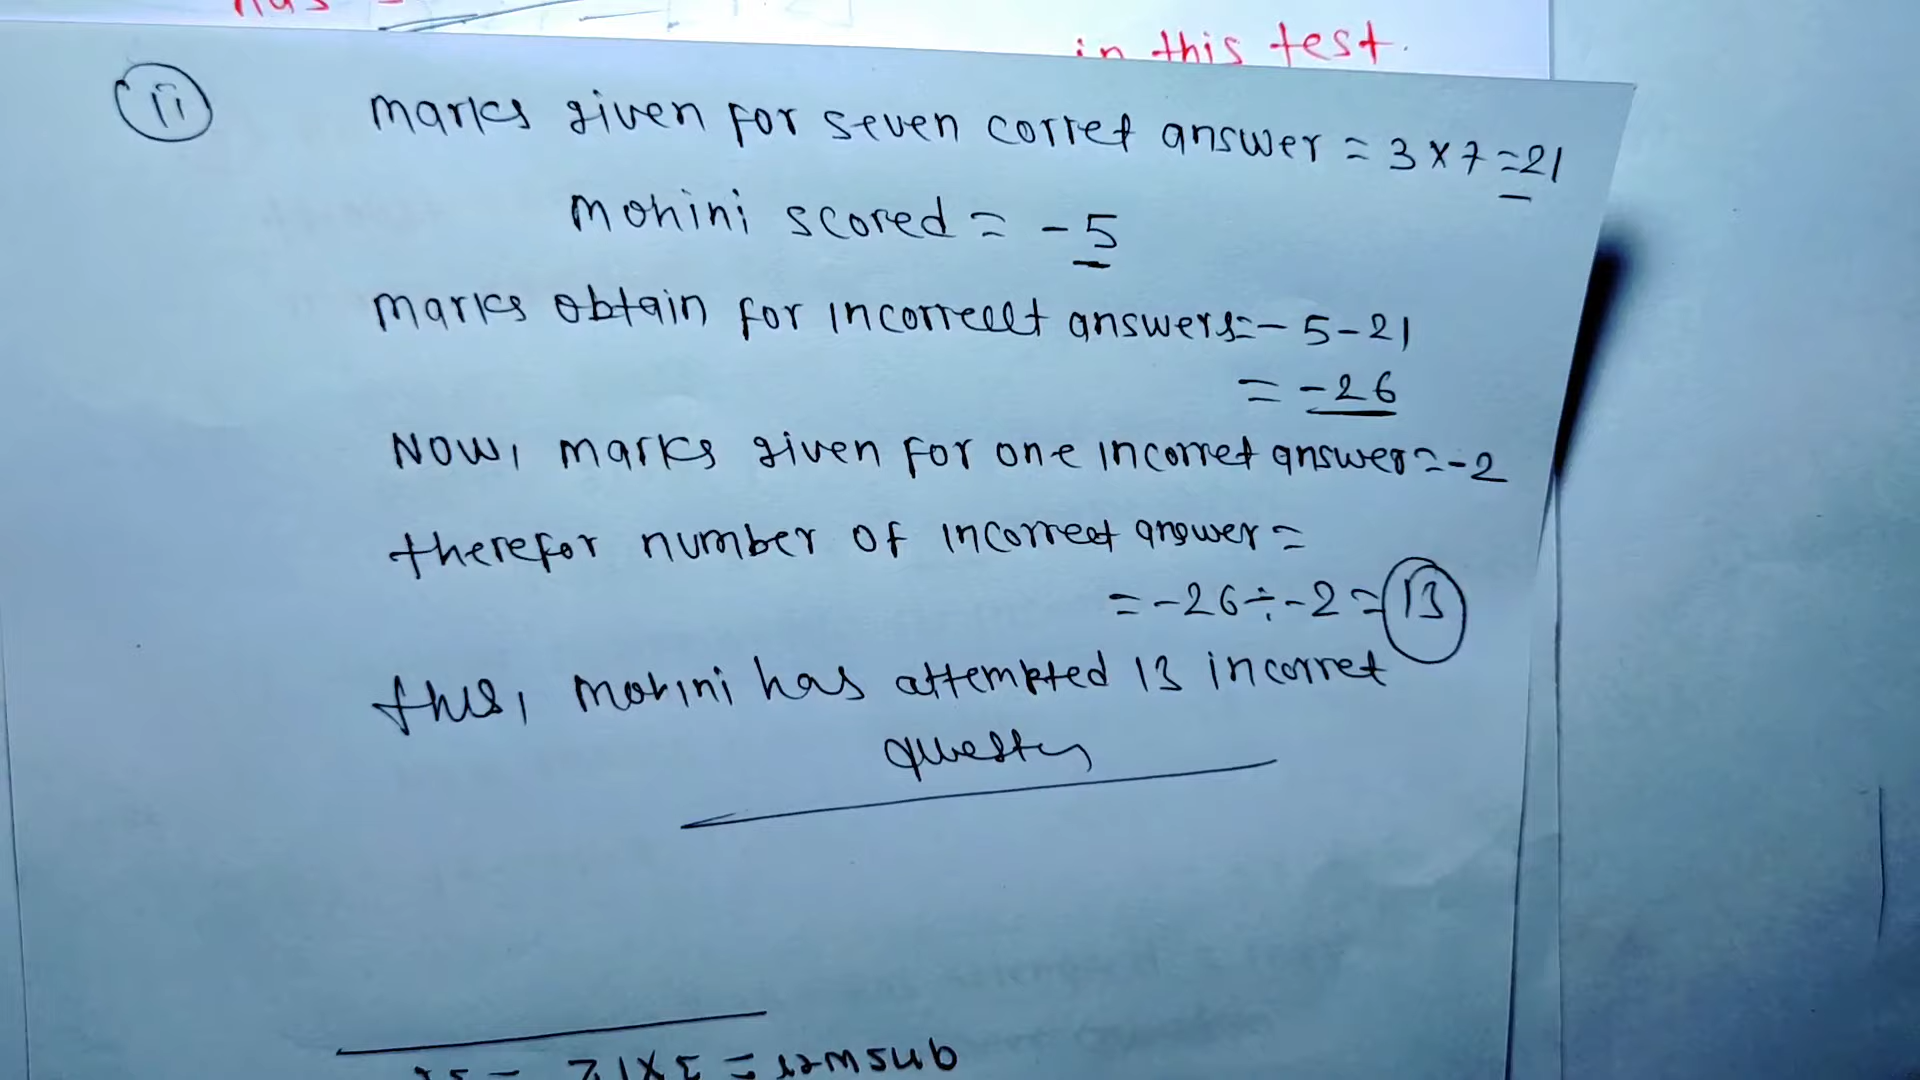 has
in this test.
(ii) marks given for seven corret answer = 3 × 7 = 21
Mohini scored = -5
marks obtain for incorreelt answers = -5-21
= -26
Now, marks given for one incorret answer = -2
therefor number of incorreet answer =
= -26 ÷ -2 = 13
thus, Mohini has attempted 13 incorret